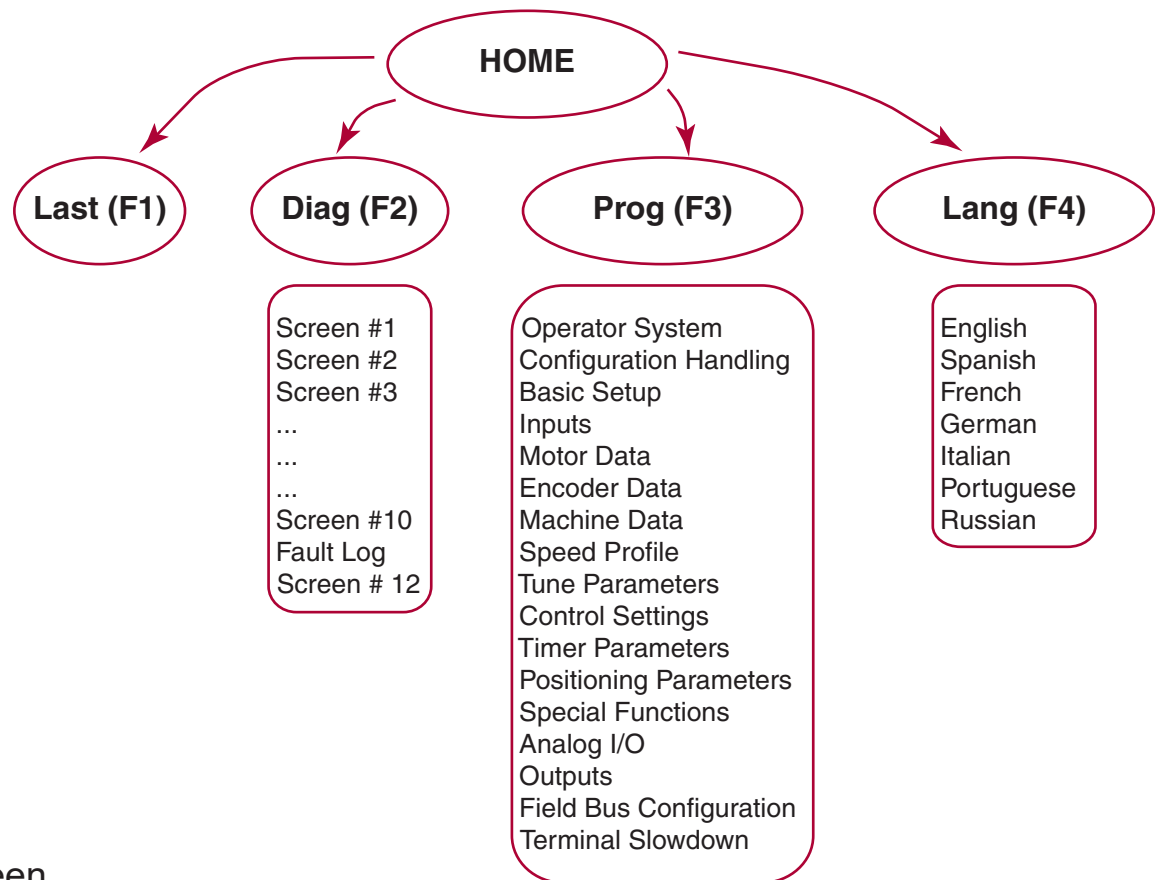 HOME
Last (F1)
Diag (F2)
Prog (F3)
Lang (F4)
Screen #1
Screen #2
Screen #3
...
...
...
Screen #10
Fault Log
Screen # 12
Operator System
Configuration Handling
Basic Setup
Inputs
Motor Data
Encoder Data
Machine Data
Speed Profile
Tune Parameters
Control Settings
Timer Parameters
Positioning Parameters
Special Functions
Analog I/O
Outputs
Field Bus Configuration
Terminal Slowdown
English
Spanish
French
German
Italian
Portuguese
Russian